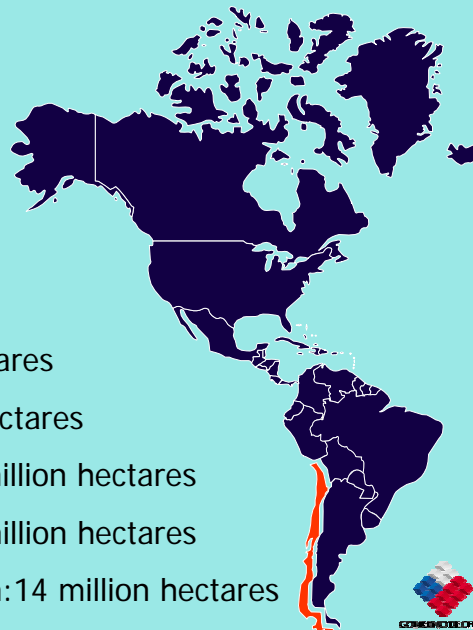 ares
ctares
illion hectares
illion hectares
:14 million hectares